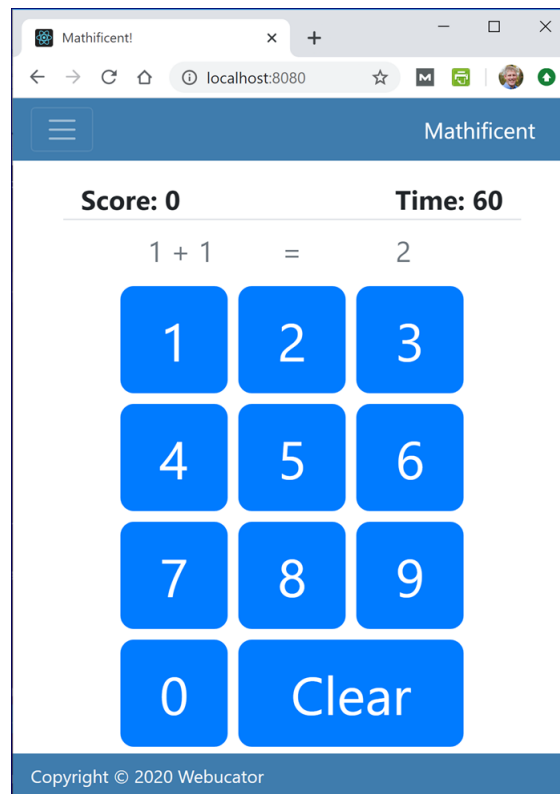 Mathificent!
localhost:8080
Mathificent
Score: 0 Time: 60
1 + 1 = 2
1 2 3
4 5 6
7 8 9
0 Clear
Copyright © 2020 Webucator